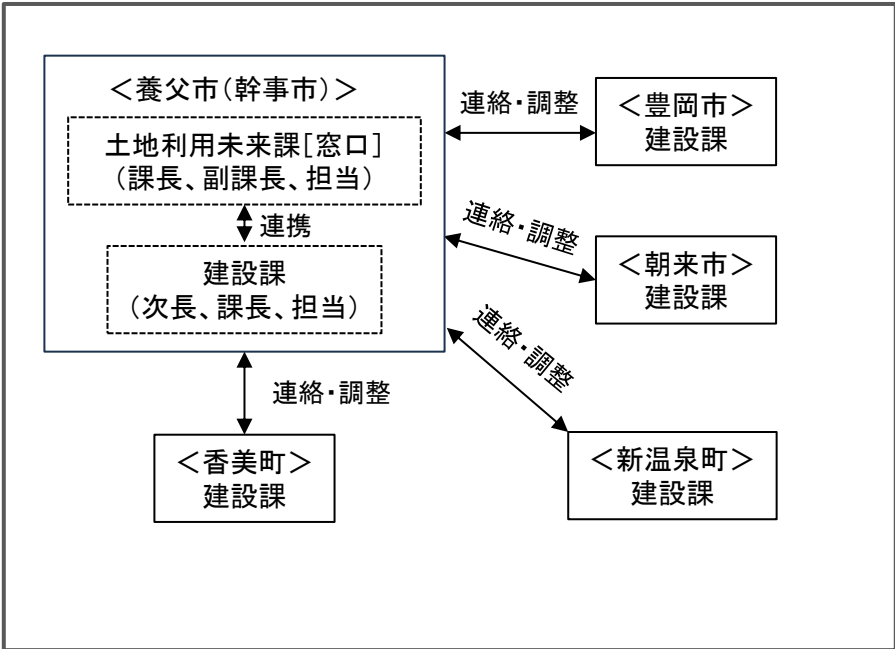 ＜養父市（幹事市）＞
土地利用未来課［窓口］
（課長、副課長、担当）
連携
建設課
（次長、課長、担当）
連絡・調整
＜豊岡市＞
建設課
連絡・調整
＜朝来市＞
建設課
連絡・調整
＜新温泉町＞
建設課
連絡・調整
＜香美町＞
建設課